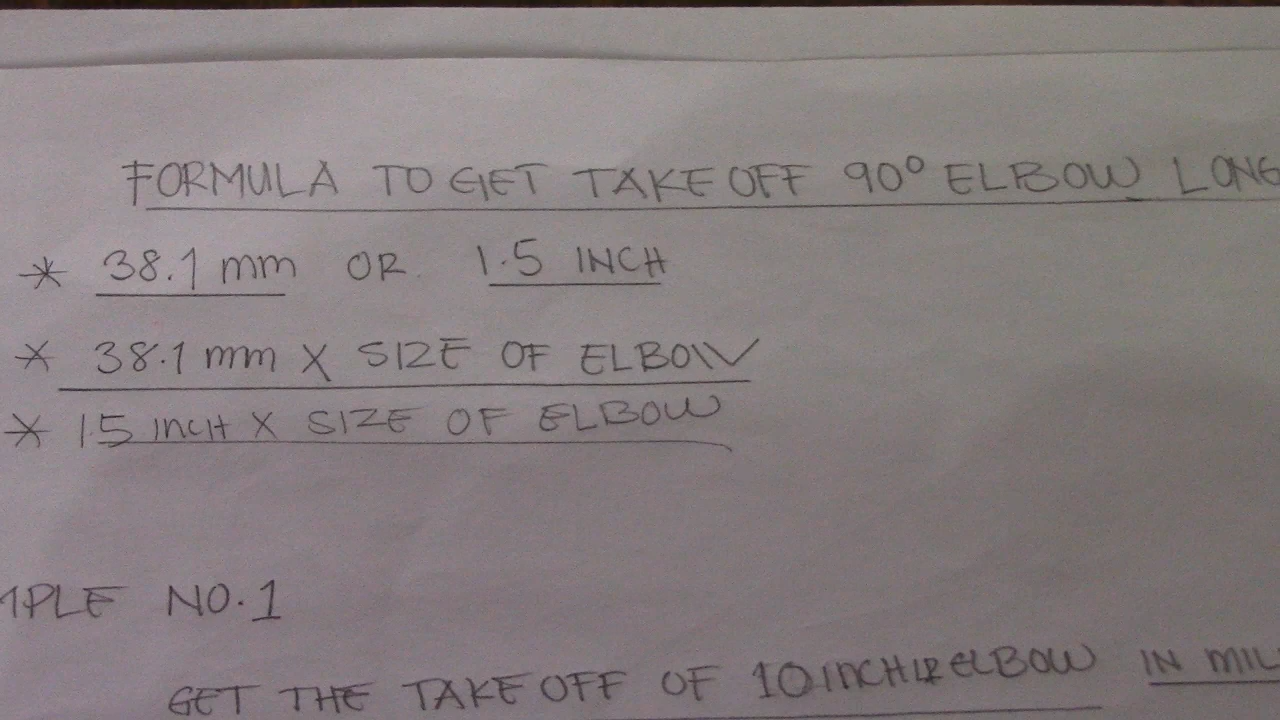 FORMULA TO GET TAKE OFF 90° ELBOW LONG
* 38.1 mm OR 1.5 INCH
* 38.1 mm X SIZE OF ELBOW
* 1.5 INCH X SIZE OF ELBOW
MPLE NO.1
GET THE TAKE OFF OF 10 INCH LR ELBOW IN MIL